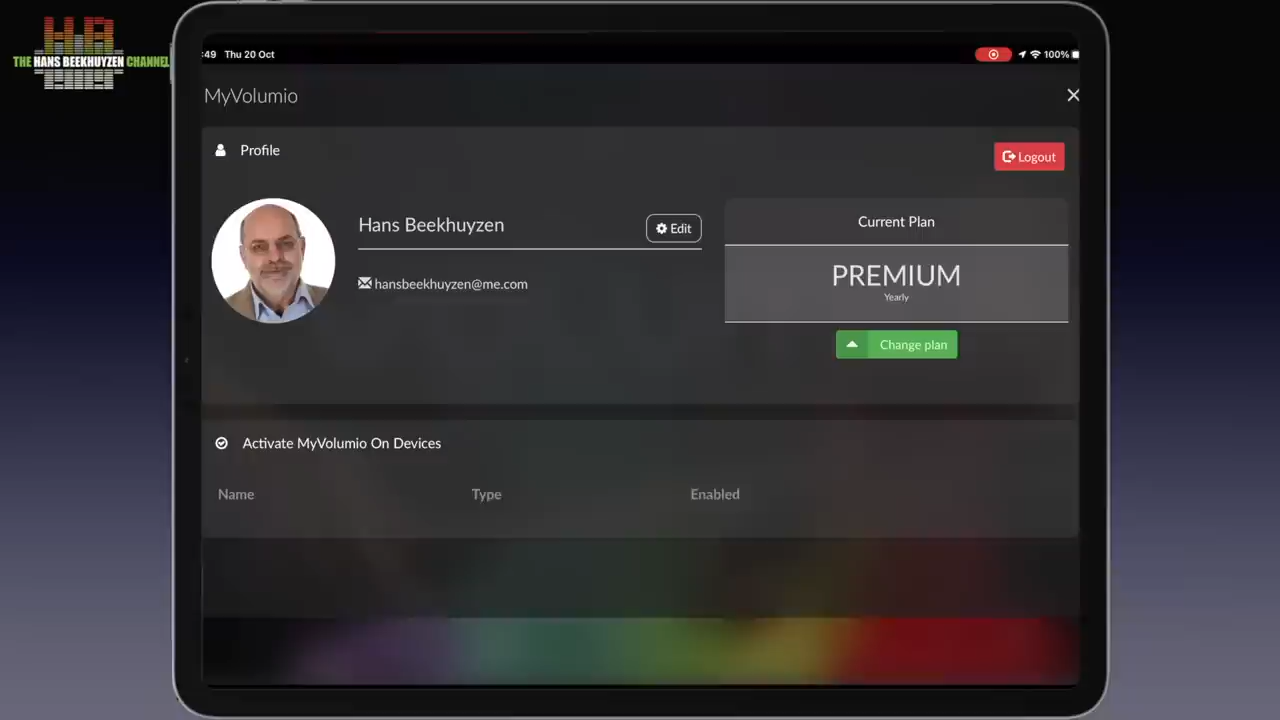 THE HANS BEEKHUYZEN CHANNEL
:49 Thu 20 Oct
100%
MyVolumio
Profile
Logout
Hans Beekhuyzen
Edit
hansbeekhuyzen@me.com
Current Plan
PREMIUM
Yearly
Change plan
Activate MyVolumio On Devices
Name Type Enabled